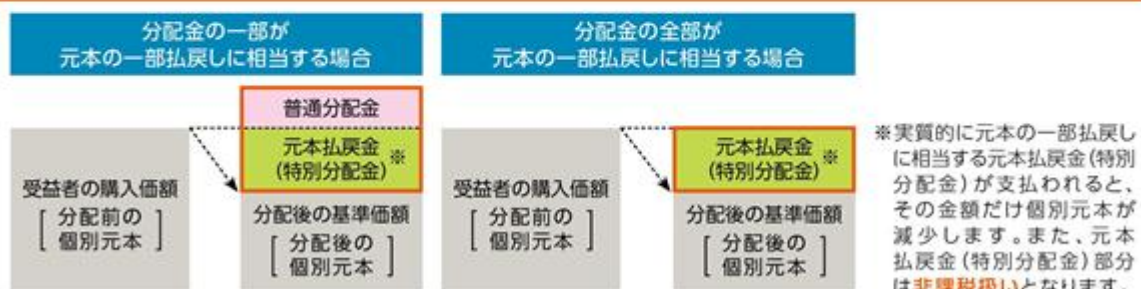 分配金の一部が
元本の一部払戻しに相当する場合
普通分配金
元本払戻金
(特別分配金)※
受益者の購入価額
[分配前の
個別元本]
分配後の基準価額
[分配後の
個別元本]
分配金の全部が
元本の一部払戻しに相当する場合
元本払戻金
(特別分配金)※
受益者の購入価額
[分配前の
個別元本]
分配後の基準価額
[分配後の
個別元本]
※実質的に元本の一部払戻し
に相当する元本払戻金(特別
分配金)が支払われると、
その金額だけ個別元本が
減少します。また、元本
払戻金(特別分配金)部分
は非課税扱いとなります。